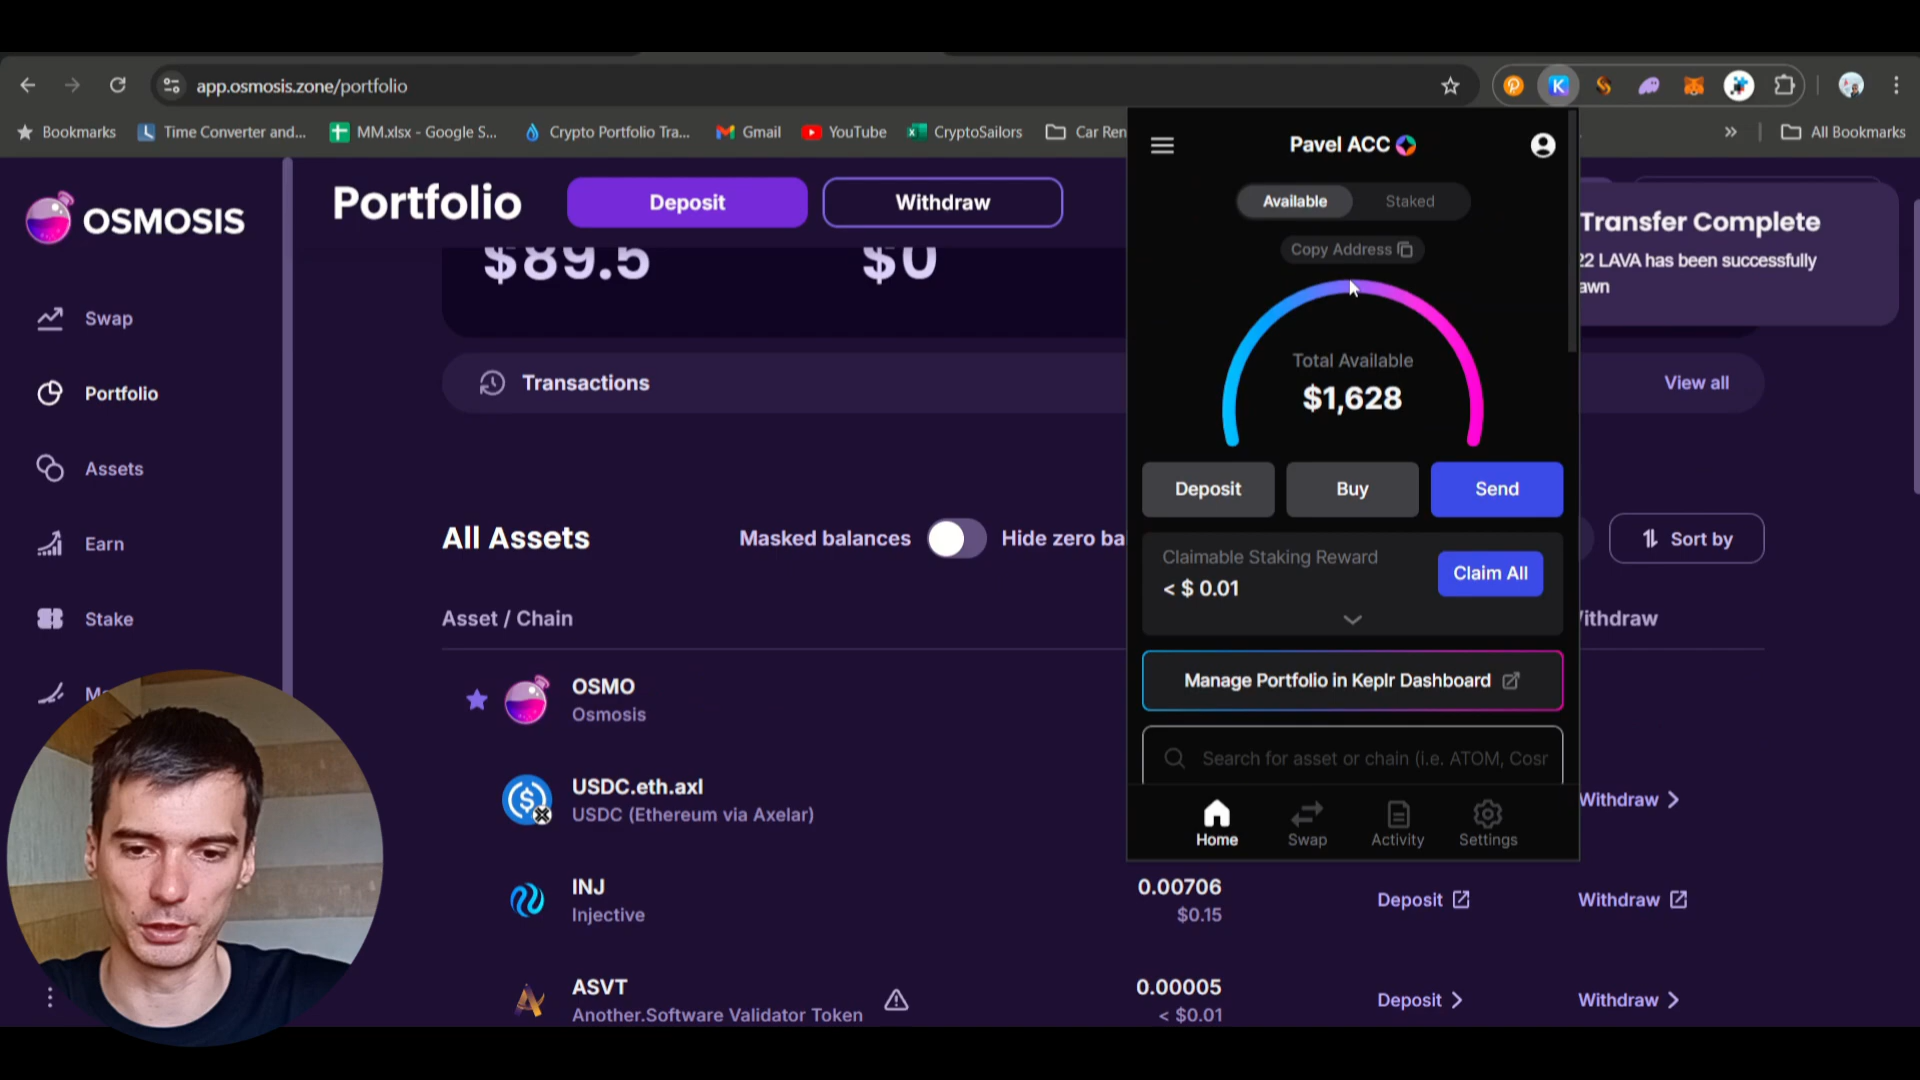 app.osmosis.zone/portfolio
Bookmarks
Time Converter and...
MM.xlsx - Google S...
Crypto Portfolio Tra...
Gmail
YouTube
CryptoSailors
Car Ren
All Bookmarks
OSMOSIS
Swap
Portfolio
Assets
Earn
Stake
Portfolio
Deposit
Withdraw
$89.5
$0
Transactions
View all
All Assets
Masked balances
Hide zero ba
Sort by
Asset / Chain
ithdraw
OSMO
Osmosis
USDC.eth.axl
USDC (Ethereum via Axelar)
Withdraw
INJ
Injective
0.00706
$0.15
Deposit
Withdraw
ASVT
Another.Software Validator Token
0.00005
< $0.01
Deposit
Withdraw
Pavel ACC
Available
Staked
Copy Address
Total Available
$1,628
Deposit
Buy
Send
Claimable Staking Reward
< $ 0.01
Claim All
Manage Portfolio in Keplr Dashboard
Search for asset or chain (i.e. ATOM, Cosr
Home
Swap
Activity
Settings
Transfer Complete
22 LAVA has been successfully
awn